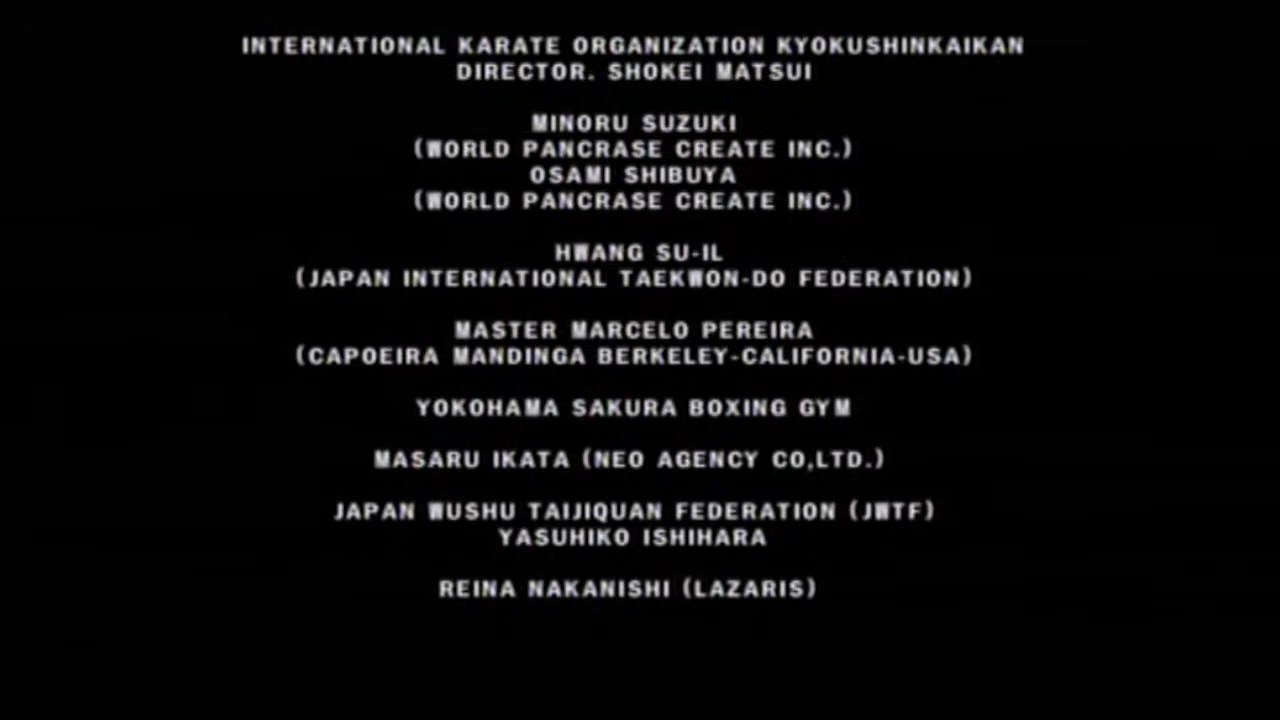 INTERNATIONAL KARATE ORGANIZATION KYOKUSHINKAIKAN
DIRECTOR. SHOKEI MATSUI
MINORU SUZUKI
(WORLD PANCRASE CREATE INC.)
OSAMI SHIBUYA
(WORLD PANCRASE CREATE INC.)
HWANG SU-IL
(JAPAN INTERNATIONAL TAEKWON-DO FEDERATION)
MASTER MARCELO PEREIRA
(CAPOEIRA MANDINGA BERKELEY-CALIFORNIA-USA)
YOKOHAMA SAKURA BOXING GYM
MASARU IKATA (NEO AGENCY CO,LTD.)
JAPAN WUSHU TAIJIQUAN FEDERATION (JWTF)
YASUHIKO ISHIHARA
REINA NAKANISHI (LAZARIS)